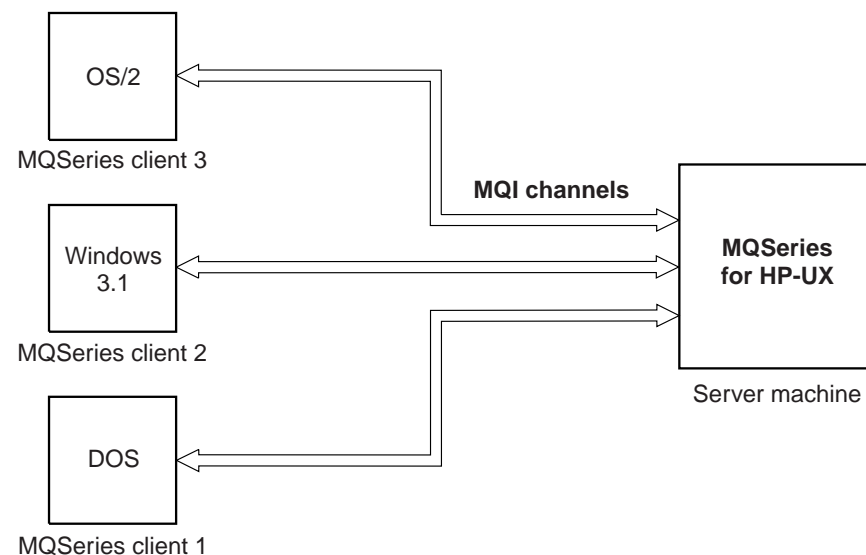 OS/2
MQSeries client 3
MQI channels
Windows
3.1
MQSeries client 2
MQSeries
for HP-UX
Server machine
DOS
MQSeries client 1